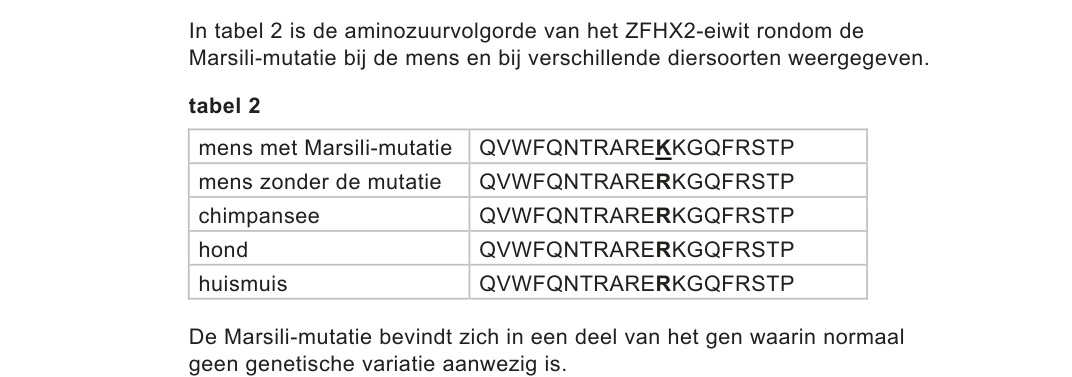 In tabel 2 is de aminozuurvolgorde van het ZFHX2-eiwit rondom de
Marsili-mutatie bij de mens en bij verschillende diersoorten weergegeven.
tabel 2
mens met Marsili-mutatie QVWFQNTRAREKKGQFRSTP
mens zonder de mutatie QVWFQNTRARERKGQFRSTP
chimpansee QVWFQNTRARERKGQFRSTP
hond QVWFQNTRARERKGQFRSTP
huismuis QVWFQNTRARERKGQFRSTP
De Marsili-mutatie bevindt zich in een deel van het gen waarin normaal
geen genetische variatie aanwezig is.